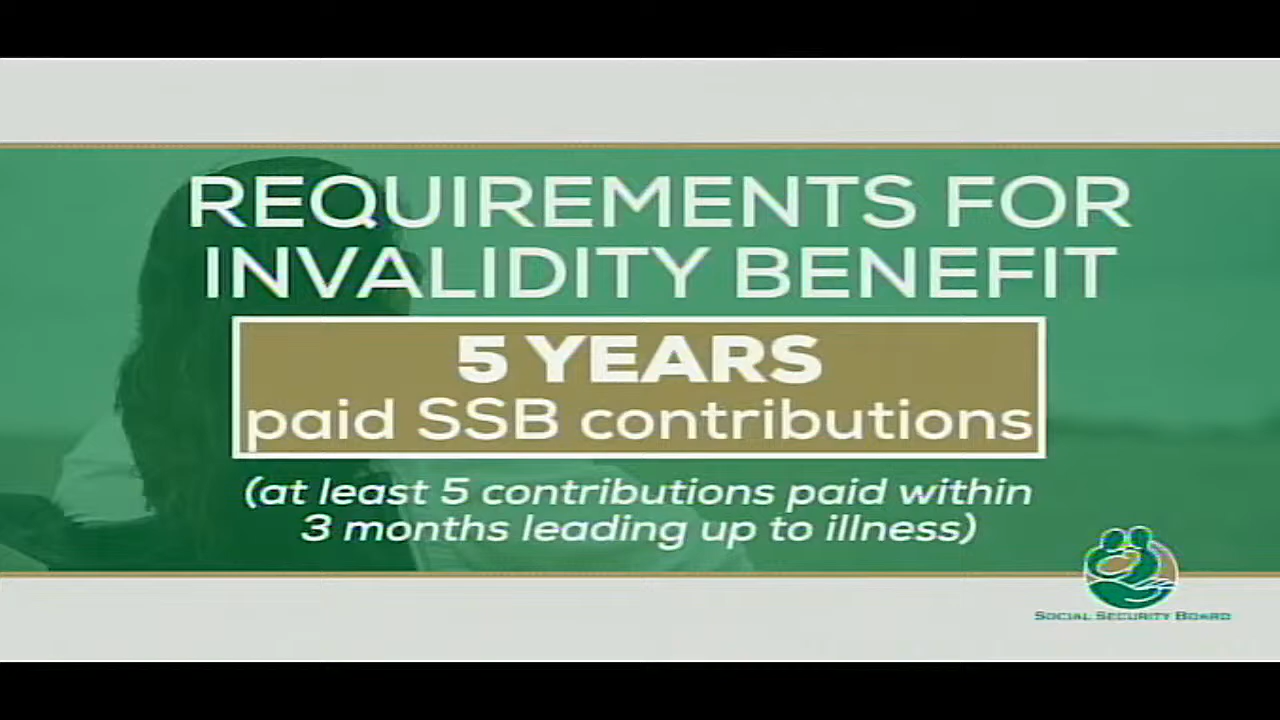 REQUIREMENTS FOR
INVALIDITY BENEFIT
5 YEARS
paid SSB contributions
(at least 5 contributions paid within
3 months leading up to illness)
SOCIAL SECURITY BOARD